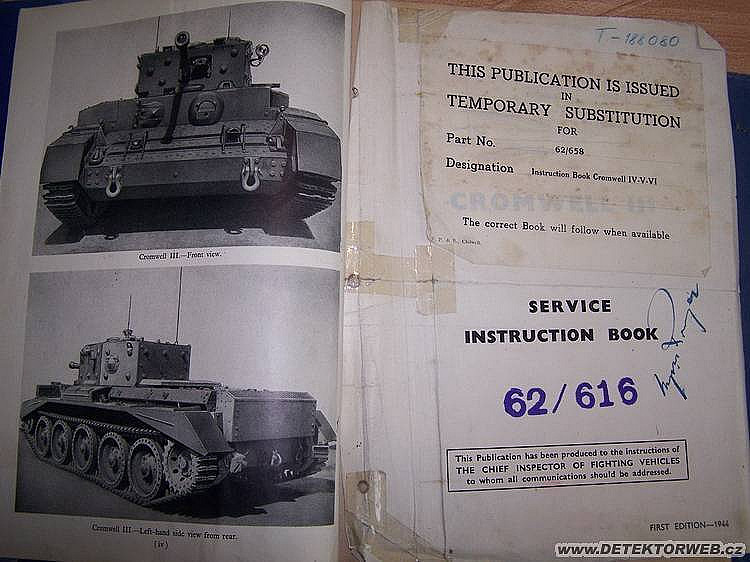 Cromwell III.—Front view.
Cromwell III.—Left-hand side view from rear.
(iv)
T-188080
THIS PUBLICATION IS ISSUED
IN
TEMPORARY SUBSTITUTION
FOR
Part No. 62/658
Designation Instruction Book Cromwell IV-V-VI
CROMWELL III
The correct Book will follow when available
P. & E., Chilwell.
SERVICE
INSTRUCTION BOOK
62/616
This Publication has been produced to the instructions of
THE CHIEF INSPECTOR OF FIGHTING VEHICLES
to whom all communications should be addressed.
FIRST EDITION—1944
www.DETEKTORWEB.cz